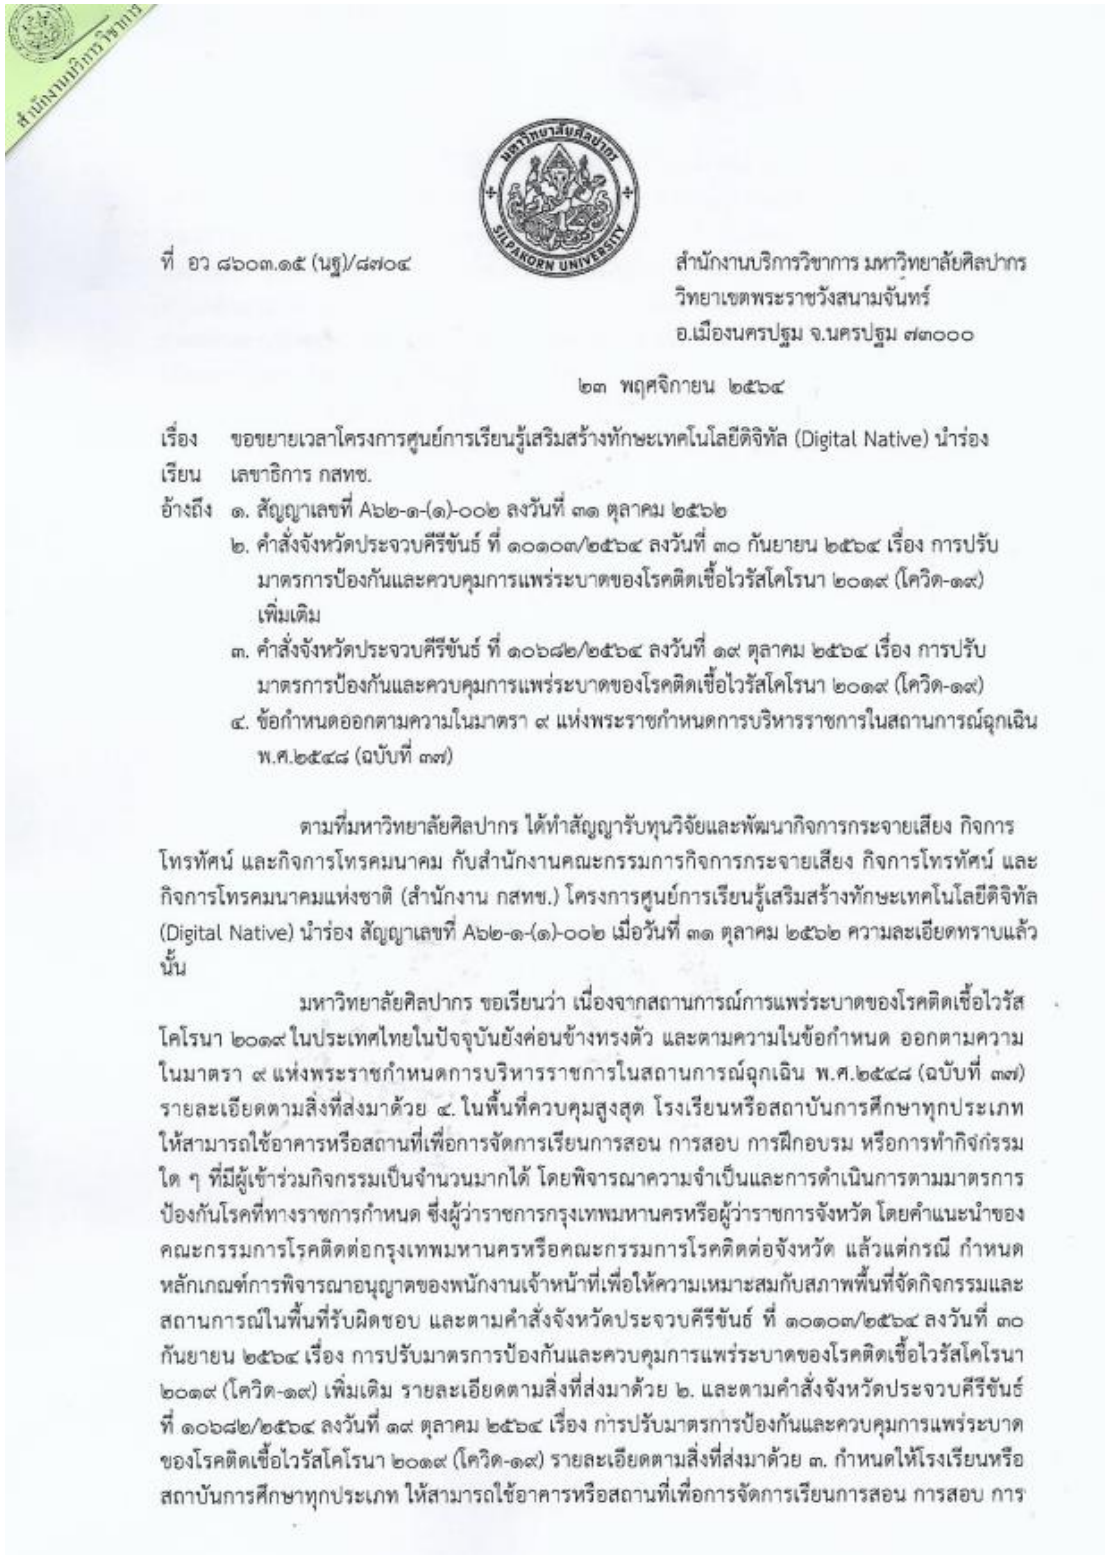 สำนักงานบริการวิชาการ
มหาวิทยาลัยศิลปากร
SILPAKORN UNIVERSITY
ที่ อว ๘๖๐๓.๑๕ (นฐ)/๘๗๐๔
สำนักงานบริการวิชาการ มหาวิทยาลัยศิลปากร
วิทยาเขตพระราชวังสนามจันทร์
อ.เมืองนครปฐม จ.นครปฐม ๗๓๐๐๐
๒๓ พฤศจิกายน ๒๕๖๔
เรื่อง ขอขยายเวลาโครงการศูนย์การเรียนรู้เสริมสร้างทักษะเทคโนโลยีดิจิทัล (Digital Native) นำร่อง
เรียน เลขาธิการ กสทช.
อ้างถึง ๑. สัญญาเลขที่ A๖๒-๑-(๑)-๐๐๒ ลงวันที่ ๓๑ ตุลาคม ๒๕๖๒
๒. คำสั่งจังหวัดประจวบคีรีขันธ์ ที่ ๑๐๑๐๓/๒๕๖๔ ลงวันที่ ๓๐ กันยายน ๒๕๖๔ เรื่อง การปรับ
มาตรการป้องกันและควบคุมการแพร่ระบาดของโรคติดเชื้อไวรัสโคโรนา ๒๐๑๙ (โควิด-๑๙)
เพิ่มเติม
๓. คำสั่งจังหวัดประจวบคีรีขันธ์ ที่ ๑๐๖๘๒/๒๕๖๔ ลงวันที่ ๑๙ ตุลาคม ๒๕๖๔ เรื่อง การปรับ
มาตรการป้องกันและควบคุมการแพร่ระบาดของโรคติดเชื้อไวรัสโคโรนา ๒๐๑๙ (โควิด-๑๙)
๔. ข้อกำหนดออกตามความในมาตรา ๙ แห่งพระราชกำหนดการบริหารราชการในสถานการณ์ฉุกเฉิน
พ.ศ.๒๕๔๘ (ฉบับที่ ๓๗)
ตามที่มหาวิทยาลัยศิลปากร ได้ทำสัญญารับทุนวิจัยและพัฒนากิจการกระจายเสียง กิจการ
โทรทัศน์ และกิจการโทรคมนาคม กับสำนักงานคณะกรรมการกิจการกระจายเสียง กิจการโทรทัศน์ และ
กิจการโทรคมนาคมแห่งชาติ (สำนักงาน กสทช.) โครงการศูนย์การเรียนรู้เสริมสร้างทักษะเทคโนโลยีดิจิทัล
(Digital Native) นำร่อง สัญญาเลขที่ A๖๒-๑-(๑)-๐๐๒ เมื่อวันที่ ๓๑ ตุลาคม ๒๕๖๒ ความละเอียดทราบแล้ว
นั้น
มหาวิทยาลัยศิลปากร ขอเรียนว่า เนื่องจากสถานการณ์การแพร่ระบาดของโรคติดเชื้อไวรัส
โคโรนา ๒๐๑๙ ในประเทศไทยในปัจจุบันยังค่อนข้างทรงตัว และตามความในข้อกำหนด ออกตามความ
ในมาตรา ๙ แห่งพระราชกำหนดการบริหารราชการในสถานการณ์ฉุกเฉิน พ.ศ.๒๕๔๘ (ฉบับที่ ๓๗)
รายละเอียดตามสิ่งที่ส่งมาด้วย ๔. ในพื้นที่ควบคุมสูงสุด โรงเรียนหรือสถาบันการศึกษาทุกประเภท
ให้สามารถใช้อาคารหรือสถานที่เพื่อการจัดการเรียนการสอน การสอบ การฝึกอบรม หรือการทำกิจกรรม
ใด ๆ ที่มีผู้เข้าร่วมกิจกรรมเป็นจำนวนมากได้ โดยพิจารณาความจำเป็นและการดำเนินการตามมาตรการ
ป้องกันโรคที่ทางราชการกำหนด ซึ่งผู้ว่าราชการกรุงเทพมหานครหรือผู้ว่าราชการจังหวัด โดยคำแนะนำของ
คณะกรรมการโรคติดต่อกรุงเทพมหานครหรือคณะกรรมการโรคติดต่อจังหวัด แล้วแต่กรณี กำหนด
หลักเกณฑ์การพิจารณาอนุญาตของพนักงานเจ้าหน้าที่เพื่อให้ความเหมาะสมกับสภาพพื้นที่จัดกิจกรรมและ
สถานการณ์ในพื้นที่รับผิดชอบ และตามคำสั่งจังหวัดประจวบคีรีขันธ์ ที่ ๑๐๑๐๓/๒๕๖๔ ลงวันที่ ๓๐
กันยายน ๒๕๖๔ เรื่อง การปรับมาตรการป้องกันและควบคุมการแพร่ระบาดของโรคติดเชื้อไวรัสโคโรนา
๒๐๑๙ (โควิด-๑๙) เพิ่มเติม รายละเอียดตามสิ่งที่ส่งมาด้วย ๒. และตามคำสั่งจังหวัดประจวบคีรีขันธ์
ที่ ๑๐๖๘๒/๒๕๖๔ ลงวันที่ ๑๙ ตุลาคม ๒๕๖๔ เรื่อง การปรับมาตรการป้องกันและควบคุมการแพร่ระบาด
ของโรคติดเชื้อไวรัสโคโรนา ๒๐๑๙ (โควิด-๑๙) รายละเอียดตามสิ่งที่ส่งมาด้วย ๓. กำหนดให้โรงเรียนหรือ
สถาบันการศึกษาทุกประเภท ให้สามารถใช้อาคารหรือสถานที่เพื่อการจัดการเรียนการสอน การสอบ การ